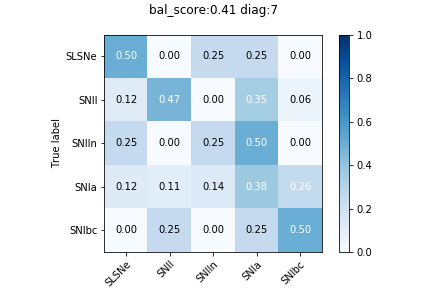 bal_score:0.41 diag:7
True label
SLSNe 0.50 0.00 0.25 0.25 0.00
SNII 0.12 0.47 0.00 0.35 0.06
SNIIn 0.25 0.00 0.25 0.50 0.00
SNIa 0.12 0.11 0.14 0.38 0.26
SNIbc 0.00 0.25 0.00 0.25 0.50
SLSNe SNII SNIIn SNIa SNIbc
1.0
0.8
0.6
0.4
0.2
0.0